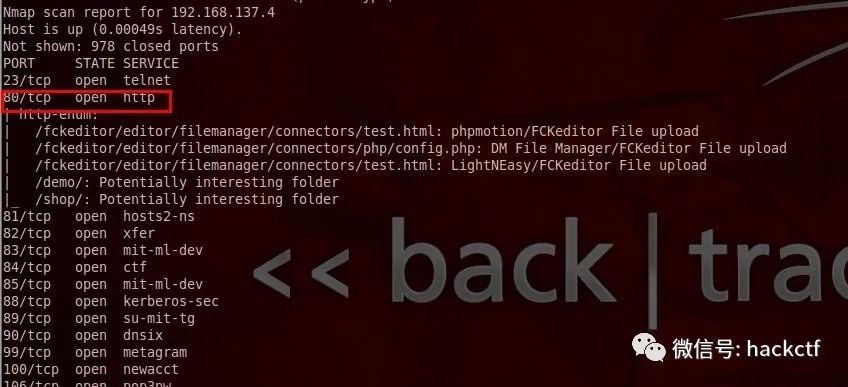 Nmap scan report for 192.168.137.4
Host is up (0.00049s latency).
Not shown: 978 closed ports
PORT     STATE SERVICE
23/tcp   open  telnet
80/tcp   open  http
| http-enum:
|   /fckeditor/editor/filemanager/connectors/test.html: phpmotion/FCKeditor File upload
|   /fckeditor/editor/filemanager/connectors/php/config.php: DM File Manager/FCKeditor File upload
|   /fckeditor/editor/filemanager/connectors/test.html: LightNEasy/FCKeditor File upload
|   /demo/: Potentially interesting folder
|_  /shop/: Potentially interesting folder
81/tcp   open  hosts2-ns
82/tcp   open  xfer
83/tcp   open  mit-ml-dev
84/tcp   open  ctf
85/tcp   open  mit-ml-dev
88/tcp   open  kerberos-sec
89/tcp   open  su-mit-tg
90/tcp   open  dnsix
99/tcp   open  metagram
100/tcp  open  newacct
106/tcp  open  pop3pw
<< back | trac
微信号: hackctf